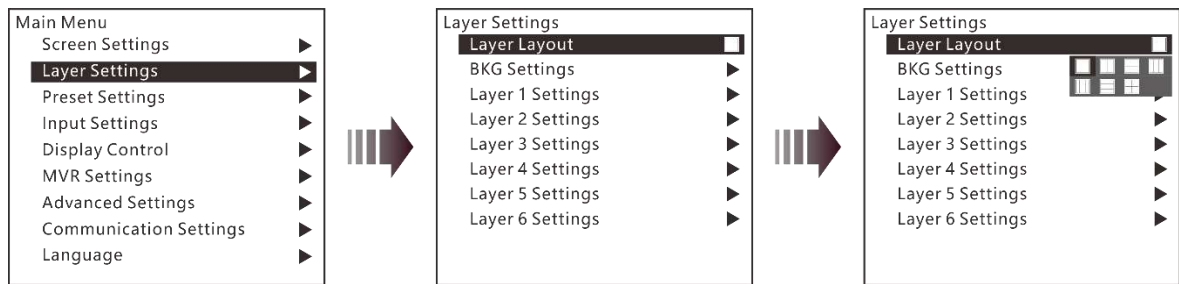 Main Menu
Screen Settings
Layer Settings
Preset Settings
Input Settings
Display Control
MVR Settings
Advanced Settings
Communication Settings
Language
Layer Settings
Layer Layout
BKG Settings
Layer 1 Settings
Layer 2 Settings
Layer 3 Settings
Layer 4 Settings
Layer 5 Settings
Layer 6 Settings
Layer Settings
Layer Layout
BKG Settings
Layer 1 Settings
Layer 2 Settings
Layer 3 Settings
Layer 4 Settings
Layer 5 Settings
Layer 6 Settings